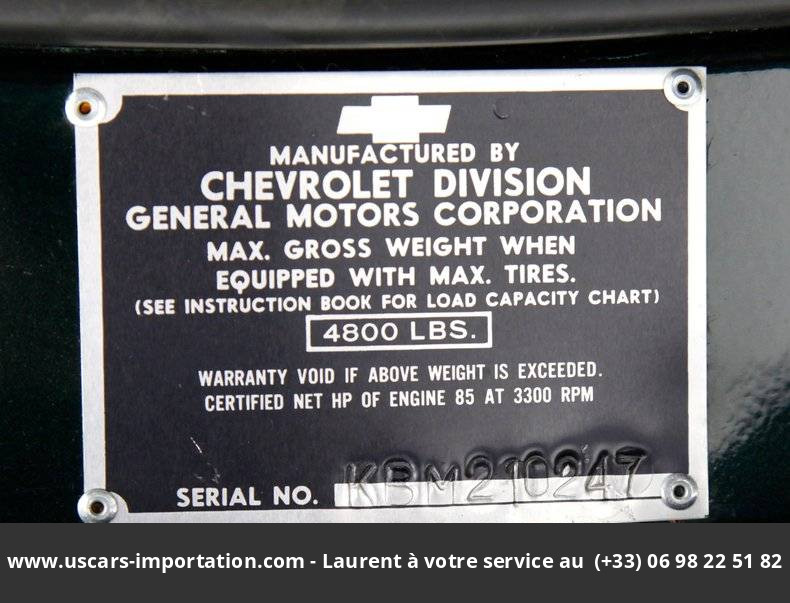 MANUFACTURED BY
CHEVROLET DIVISION
GENERAL MOTORS CORPORATION
MAX. GROSS WEIGHT WHEN
EQUIPPED WITH MAX. TIRES.
(SEE INSTRUCTION BOOK FOR LOAD CAPACITY CHART)
4800 LBS.
WARRANTY VOID IF ABOVE WEIGHT IS EXCEEDED.
CERTIFIED NET HP OF ENGINE 85 AT 3300 RPM
SERIAL NO. KBM210247
www.uscars-importation.com - Laurent à votre service au (+33) 06 98 22 51 82